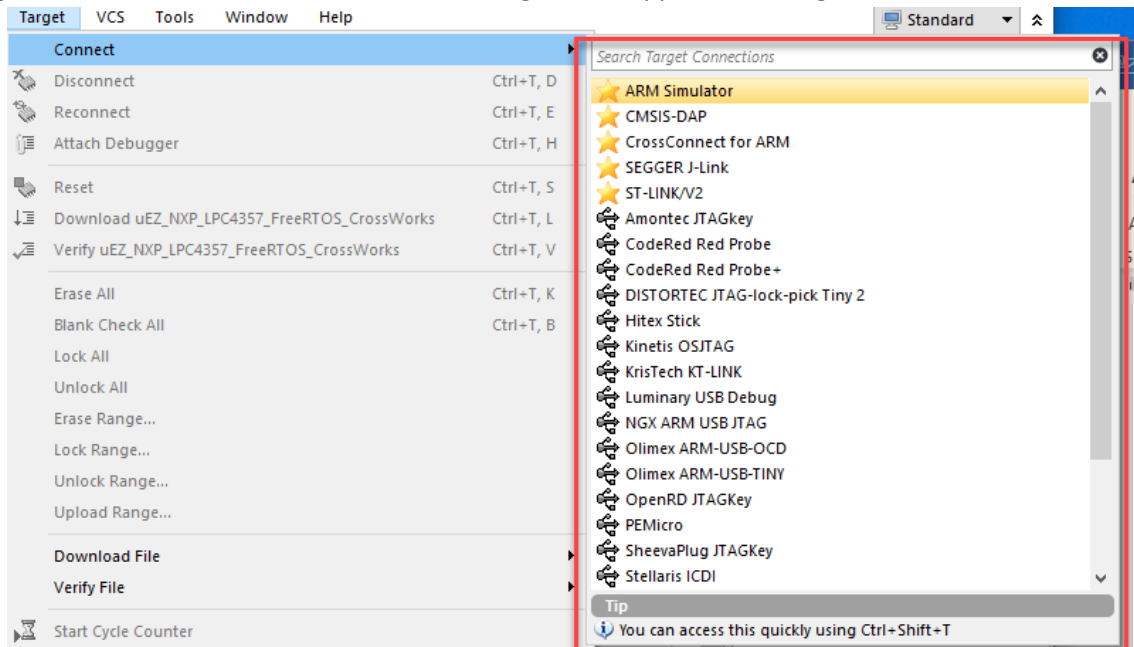 Target VCS Tools Window Help
Standard
Connect
Disconnect Ctrl+T, D
Reconnect Ctrl+T, E
Attach Debugger Ctrl+T, H
Reset Ctrl+T, S
Download uEZ_NXP_LPC4357_FreeRTOS_CrossWorks Ctrl+T, L
Verify uEZ_NXP_LPC4357_FreeRTOS_CrossWorks Ctrl+T, V
Erase All Ctrl+T, K
Blank Check All Ctrl+T, B
Lock All
Unlock All
Erase Range...
Lock Range...
Unlock Range...
Upload Range...
Download File
Verify File
Start Cycle Counter
Search Target Connections
ARM Simulator
CMSIS-DAP
CrossConnect for ARM
SEGGER J-Link
ST-LINK/V2
Amontec JTAGkey
CodeRed Red Probe
CodeRed Red Probe+
DISTORTEC JTAG-lock-pick Tiny 2
Hitex Stick
Kinetis OSJTAG
KrisTech KT-LINK
Luminary USB Debug
NGX ARM USB JTAG
Olimex ARM-USB-OCD
Olimex ARM-USB-TINY
OpenRD JTAGKey
PEMicro
SheevaPlug JTAGKey
Stellaris ICDI
Tip
You can access this quickly using Ctrl+Shift+T